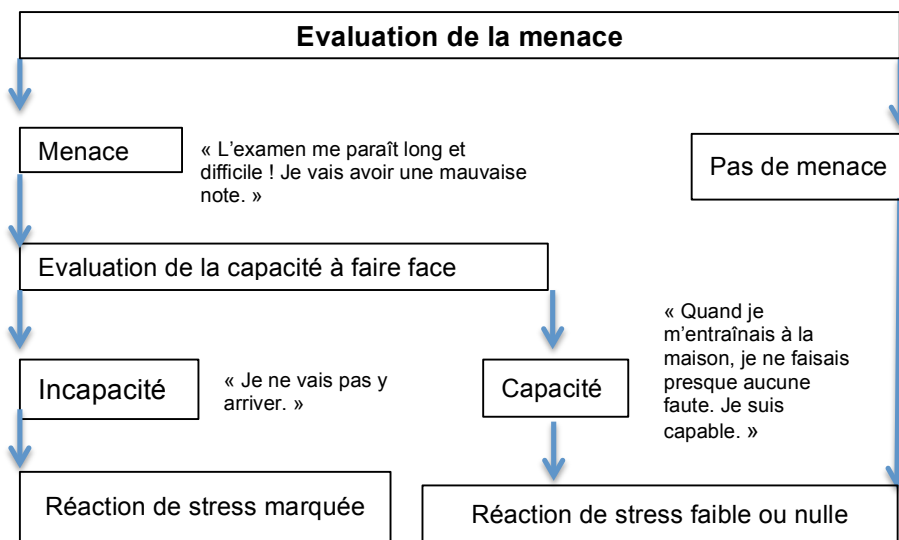 Evaluation de la menace
Menace
« L'examen me paraît long et
difficile ! Je vais avoir une mauvaise
note. »
Pas de menace
Evaluation de la capacité à faire face
Incapacité
« Je ne vais pas y
arriver. »
Capacité
« Quand je
m'entraînais à la
maison, je ne faisais
presque aucune
faute. Je suis
capable. »
Réaction de stress marquée
Réaction de stress faible ou nulle